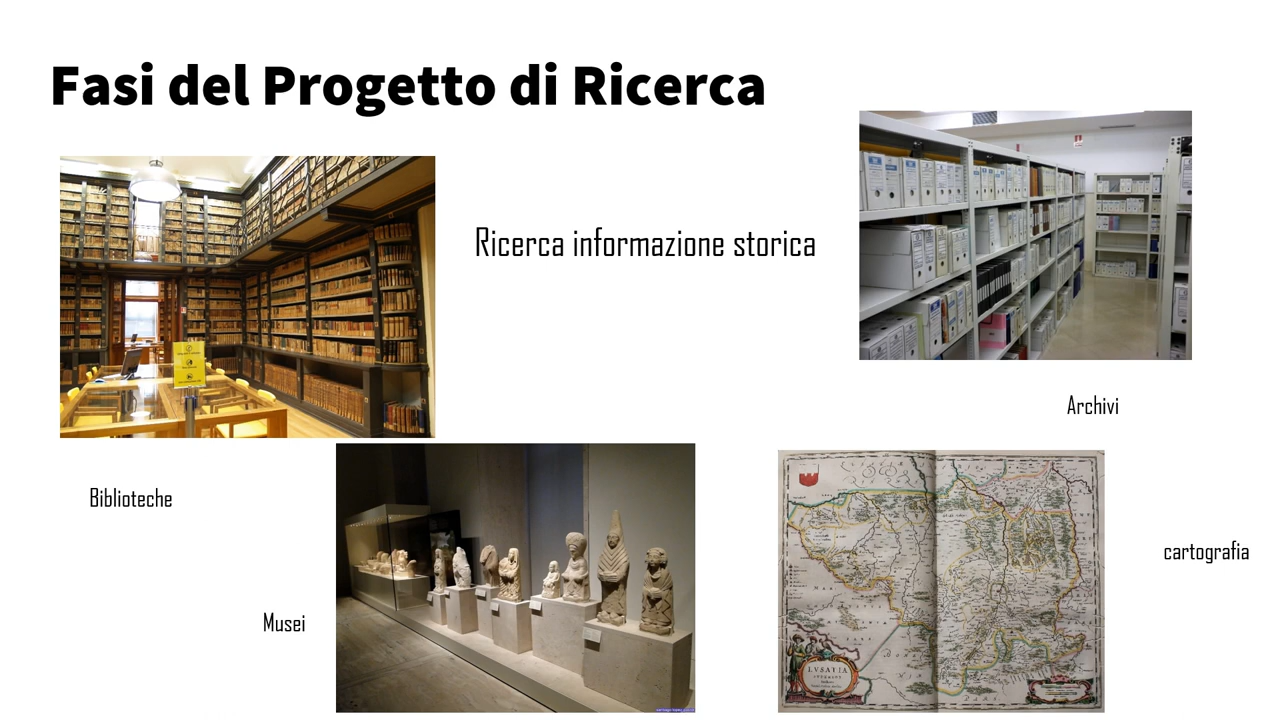 Fasi del Progetto di Ricerca
Ricerca informazione storica
Archivi
Biblioteche
cartografia
Musei
LVSATIA